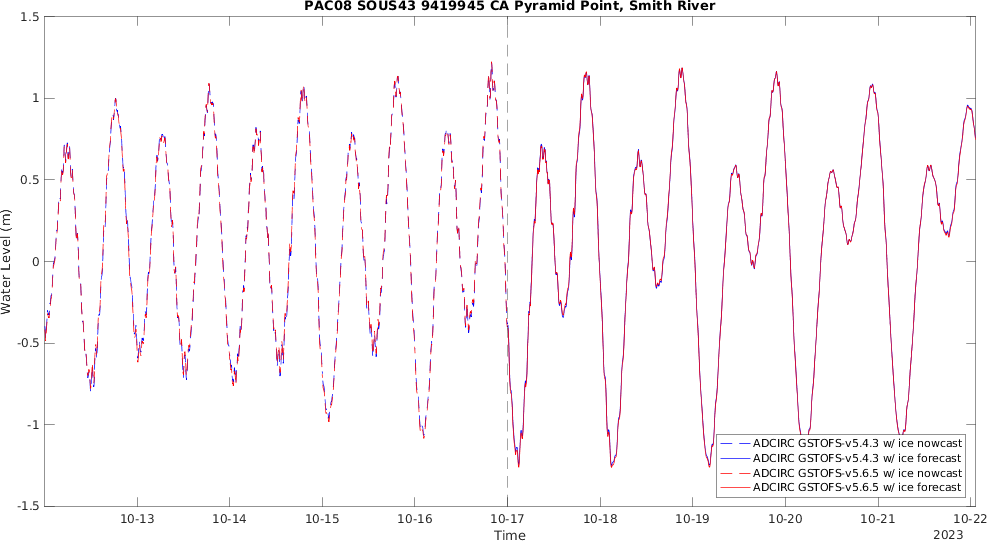 PAC08 SOUS43 9419945 CA Pyramid Point, Smith River
1.5
1
0.5
0
-0.5
-1
-1.5
Water Level (m)
ADCIRC GSTOFS-v5.4.3 w/ ice nowcast
ADCIRC GSTOFS-v5.4.3 w/ ice forecast
ADCIRC GSTOFS-v5.6.5 w/ ice nowcast
ADCIRC GSTOFS-v5.6.5 w/ ice forecast
10-13 10-14 10-15 10-16 10-17 10-18 10-19 10-20 10-21 10-22
Time
2023